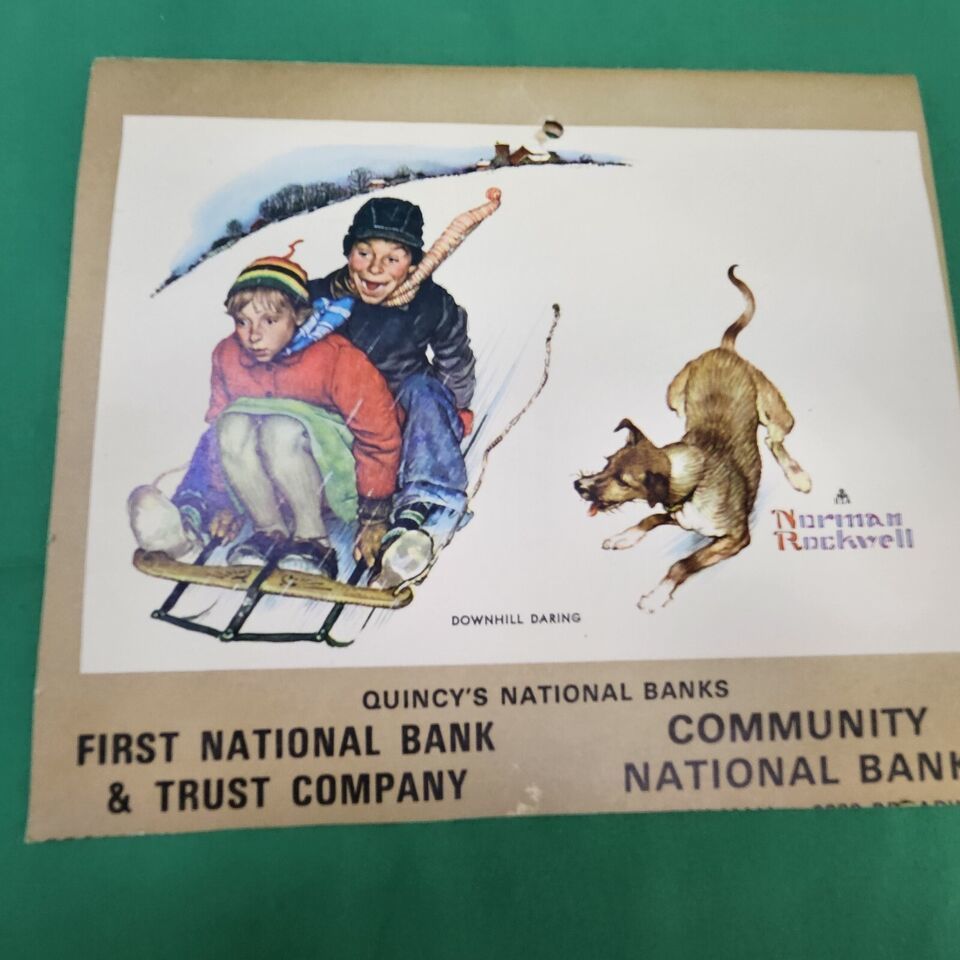 Norman
Rockwell
DOWNHILL DARING
QUINCY'S NATIONAL BANKS
FIRST NATIONAL BANK
& TRUST COMPANY
COMMUNITY
NATIONAL BANK